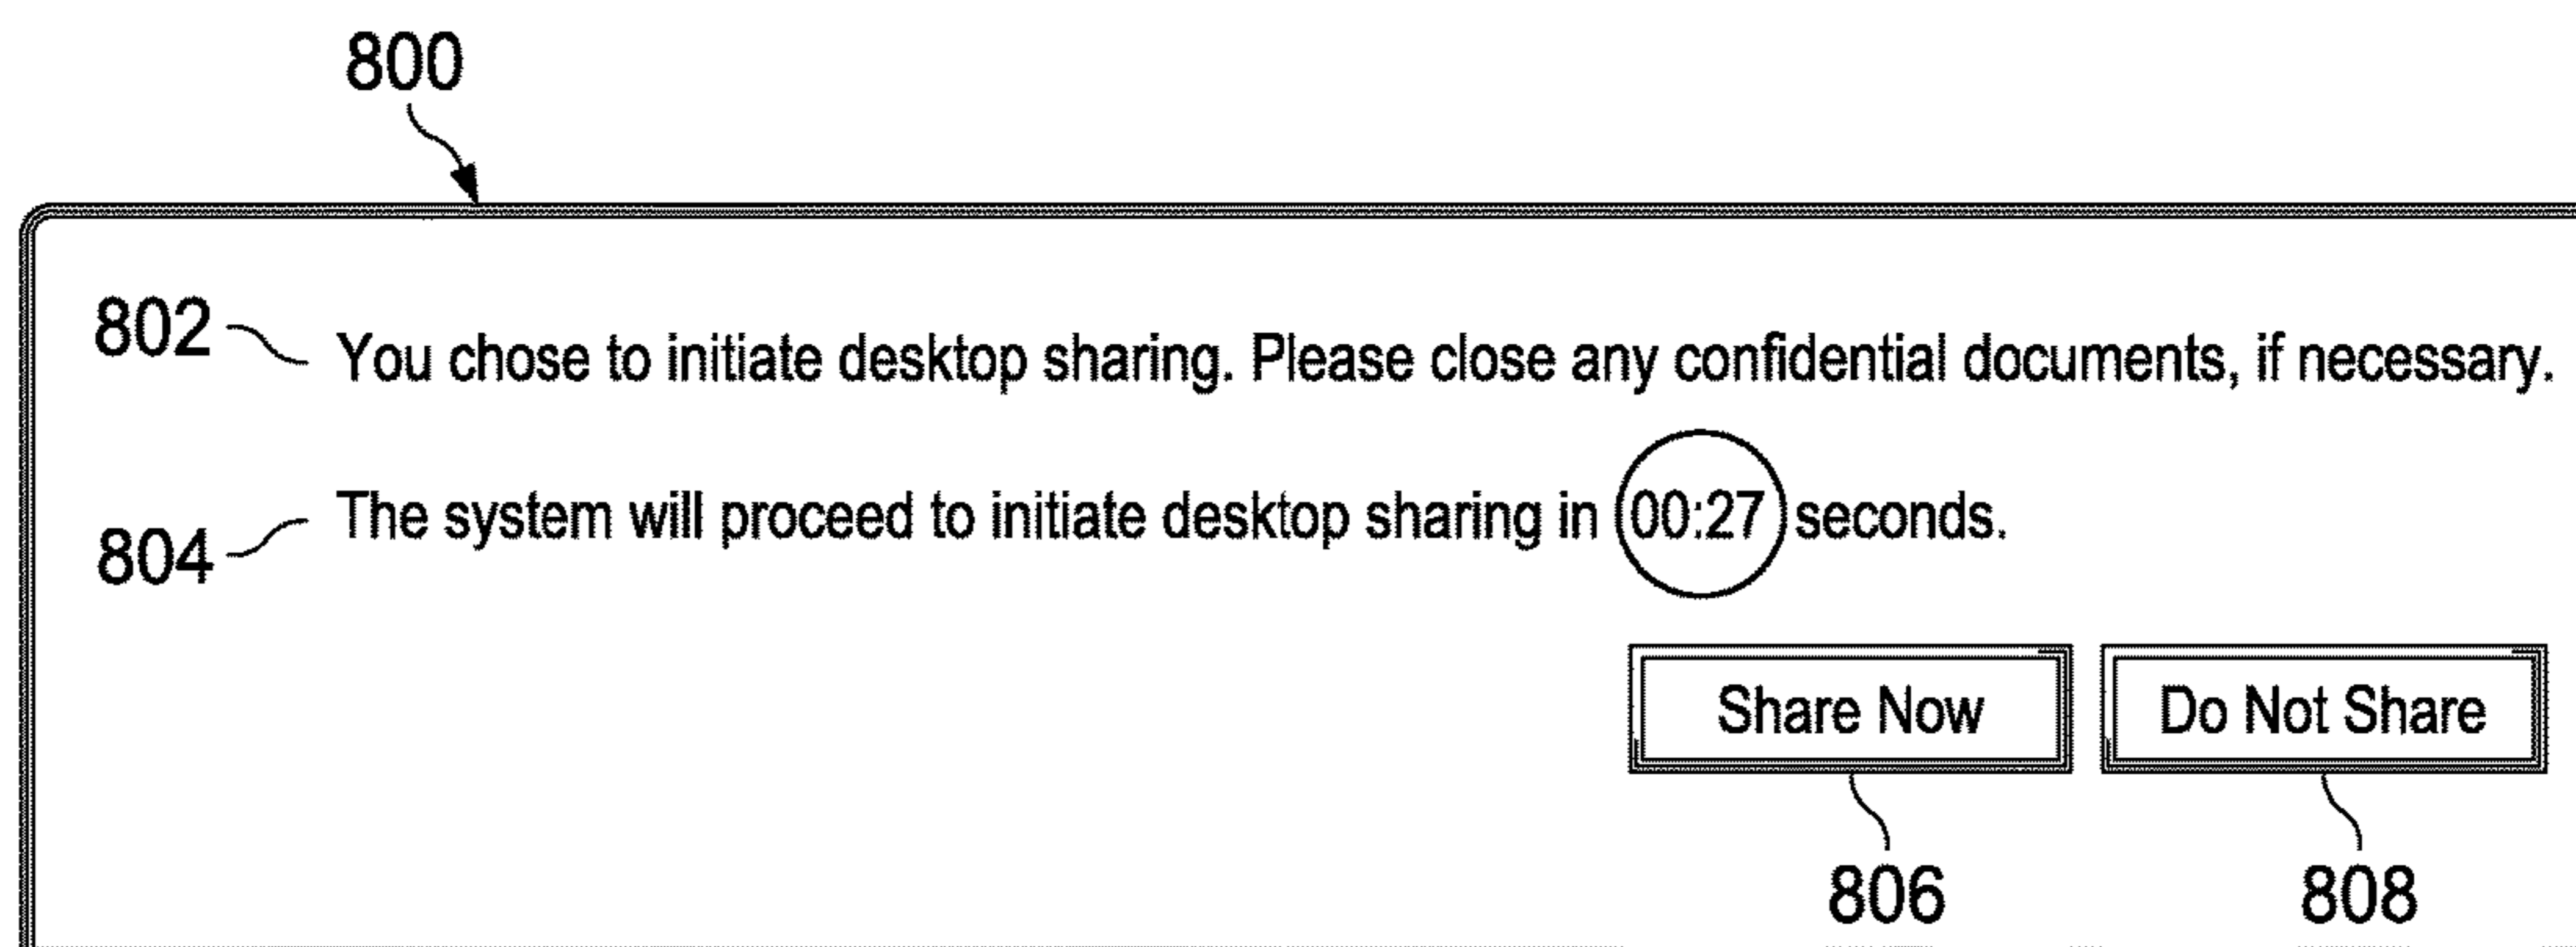 800
802 You chose to initiate desktop sharing. Please close any confidential documents, if necessary.
804 The system will proceed to initiate desktop sharing in 00:27 seconds.
Share Now Do Not Share
806 808